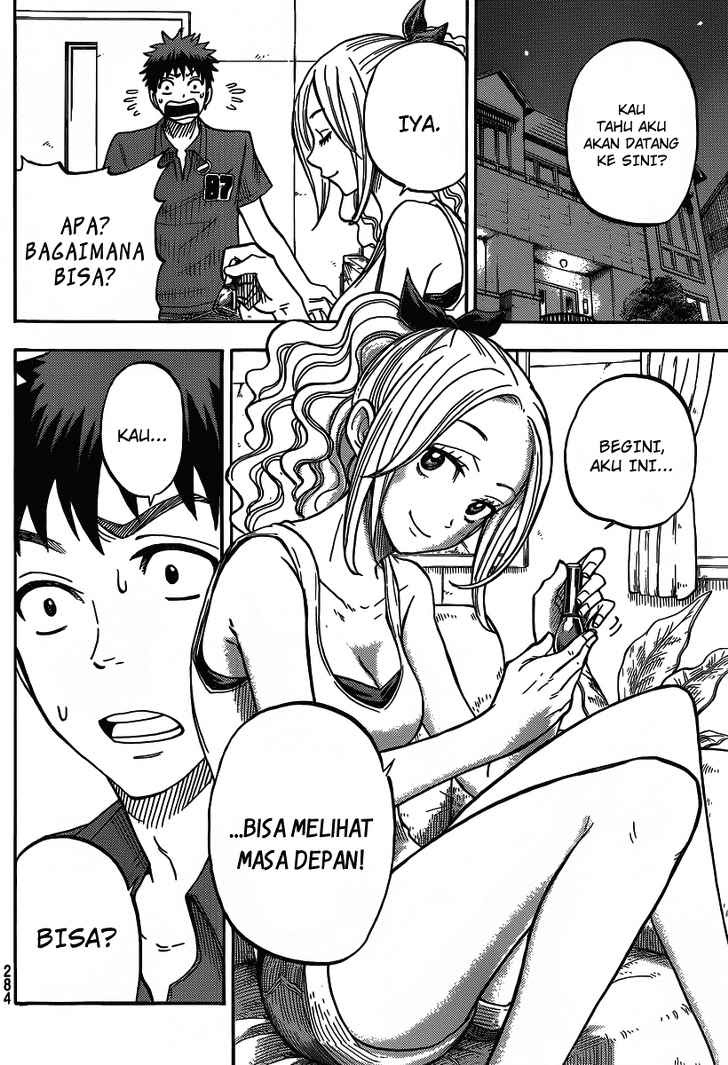 KAU
TAHU AKU
AKAN DATANG
KE SINI?
IYA.
87
APA?
BAGAIMANA
BISA?
BEGINI,
AKU INI...
...BISA MELIHAT
MASA DEPAN!
KAU...
BISA?
284